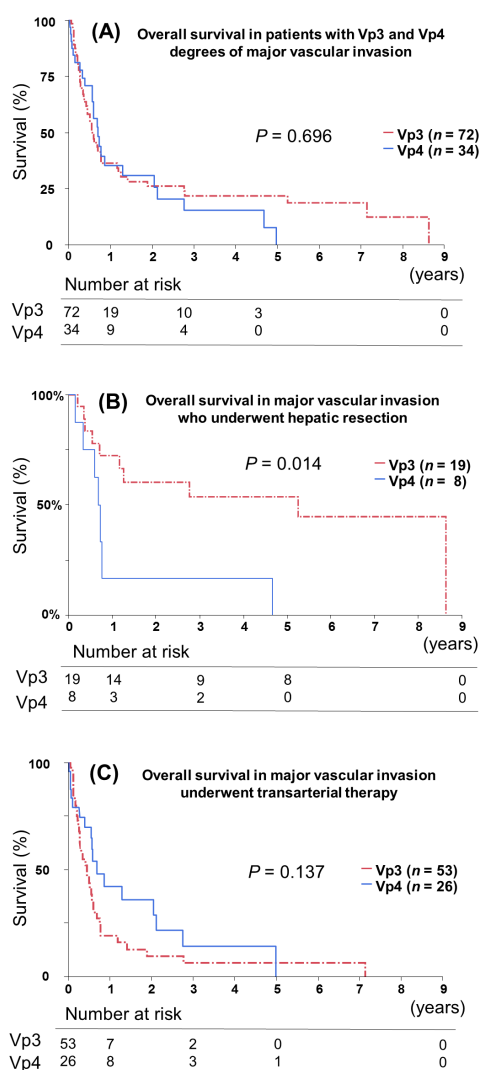 (A) Overall survival in patients with Vp3 and Vp4
degrees of major vascular invasion
100
75
50
25
0
Survival (%)
P = 0.696
Vp3 (n = 72)
Vp4 (n = 34)
0 1 2 3 4 5 6 7 8 9
(years)
Number at risk
Vp3 72 19 10 3 0
Vp4 34 9 4 0 0
(B) Overall survival in major vascular invasion
who underwent hepatic resection
100%
50%
0%
Survival (%)
P = 0.014
Vp3 (n = 19)
Vp4 (n = 8)
0 1 2 3 4 5 6 7 8 9
(years)
Number at risk
Vp3 19 14 9 8 0
Vp4 8 3 2 0 0
(C) Overall survival in major vascular invasion
underwent transarterial therapy
100
50
0
Survival (%)
P = 0.137
Vp3 (n = 53)
Vp4 (n = 26)
0 1 2 3 4 5 6 7 8 9
(years)
Number at risk
Vp3 53 7 2 0 0
Vp4 26 8 3 1 0